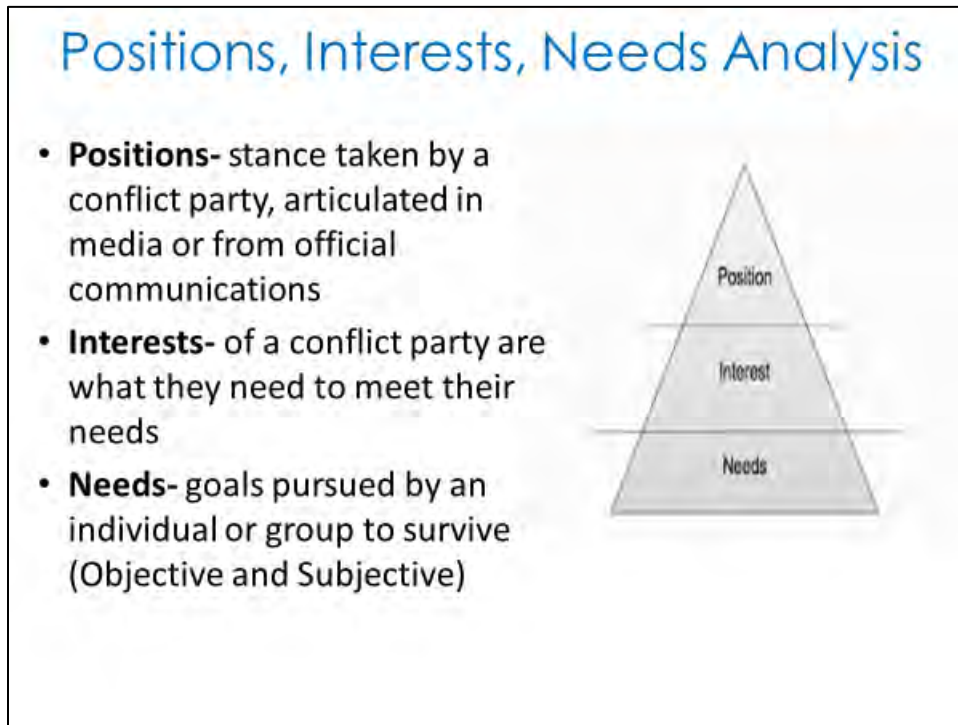 Positions, Interests, Needs Analysis
• Positions- stance taken by a
conflict party, articulated in
media or from official
communications
• Interests- of a conflict party are
what they need to meet their
needs
• Needs- goals pursued by an
individual or group to survive
(Objective and Subjective)
Position
Interest
Needs